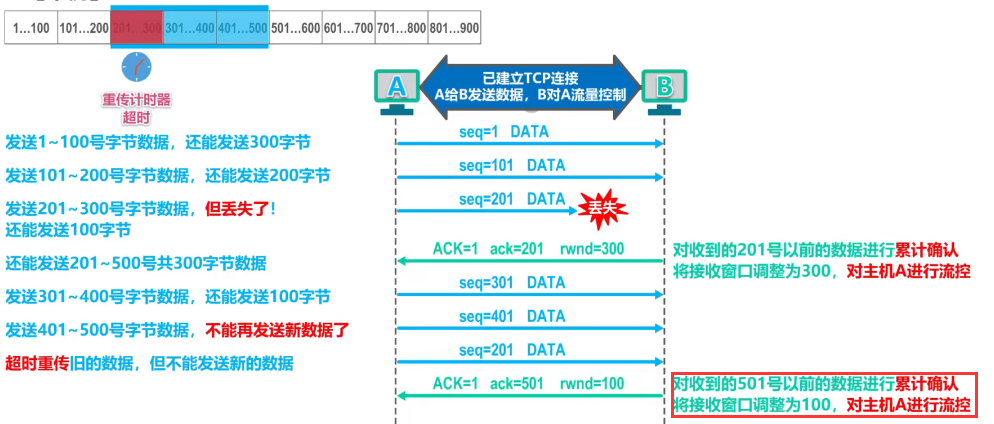 1...100 101...200 201...300 301...400 401...500 501...600 601...700 701...800 801...900
重传计时器
超时
A
已建立TCP连接
A给B发送数据，B对A流量控制
B
发送1~100号字节数据，还能发送300字节
seq=1 DATA
发送101~200号字节数据，还能发送200字节
seq=101 DATA
发送201~300号字节数据，但丢失了！
还能发送100字节
seq=201 DATA
丢失
还能发送201~500号共300字节数据
ACK=1 ack=201 rwnd=300
对收到的201号以前的数据进行累计确认
将接收窗口调整为300，对主机A进行流控
发送301~400号字节数据，还能发送100字节
seq=301 DATA
发送401~500号字节数据，不能再发送新数据了
seq=401 DATA
超时重传旧的数据，但不能发送新的数据
seq=201 DATA
ACK=1 ack=501 rwnd=100
对收到的501号以前的数据进行累计确认
将接收窗口调整为100，对主机A进行流控